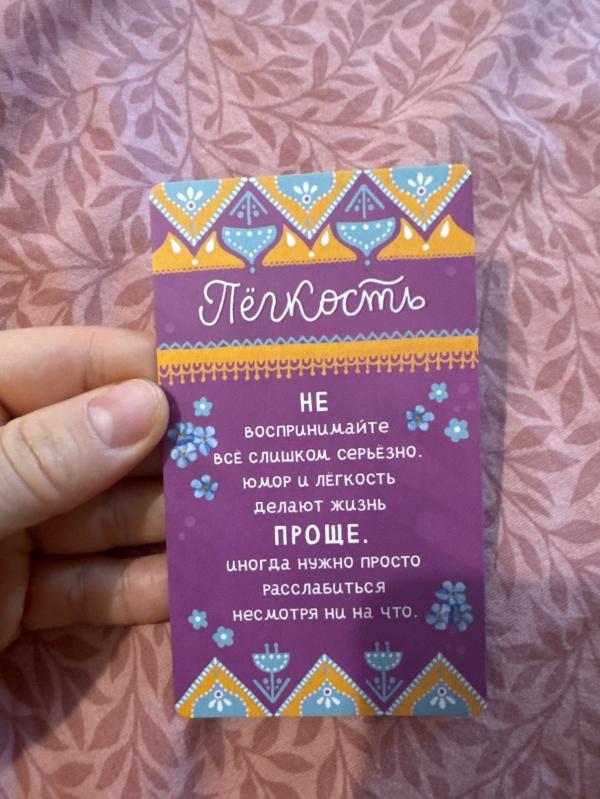 Лёгкость
НЕ
воспринимайте
всё слишком серьёзно.
юмор и лёгкость
делают жизнь
ПРОЩЕ.
иногда нужно просто
расслабиться
несмотря ни на что.